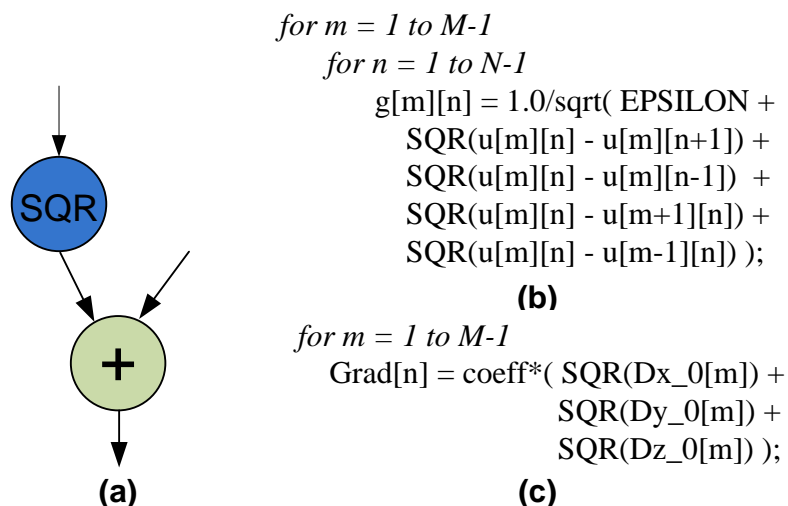 SQR
+
(a)
for m = 1 to M-1
for n = 1 to N-1
g[m][n] = 1.0/sqrt( EPSILON +
SQR(u[m][n] - u[m][n+1]) +
SQR(u[m][n] - u[m][n-1]) +
SQR(u[m][n] - u[m+1][n]) +
SQR(u[m][n] - u[m-1][n]) );
(b)
for m = 1 to M-1
Grad[n] = coeff*( SQR(Dx_0[m]) +
SQR(Dy_0[m]) +
SQR(Dz_0[m]) );
(c)